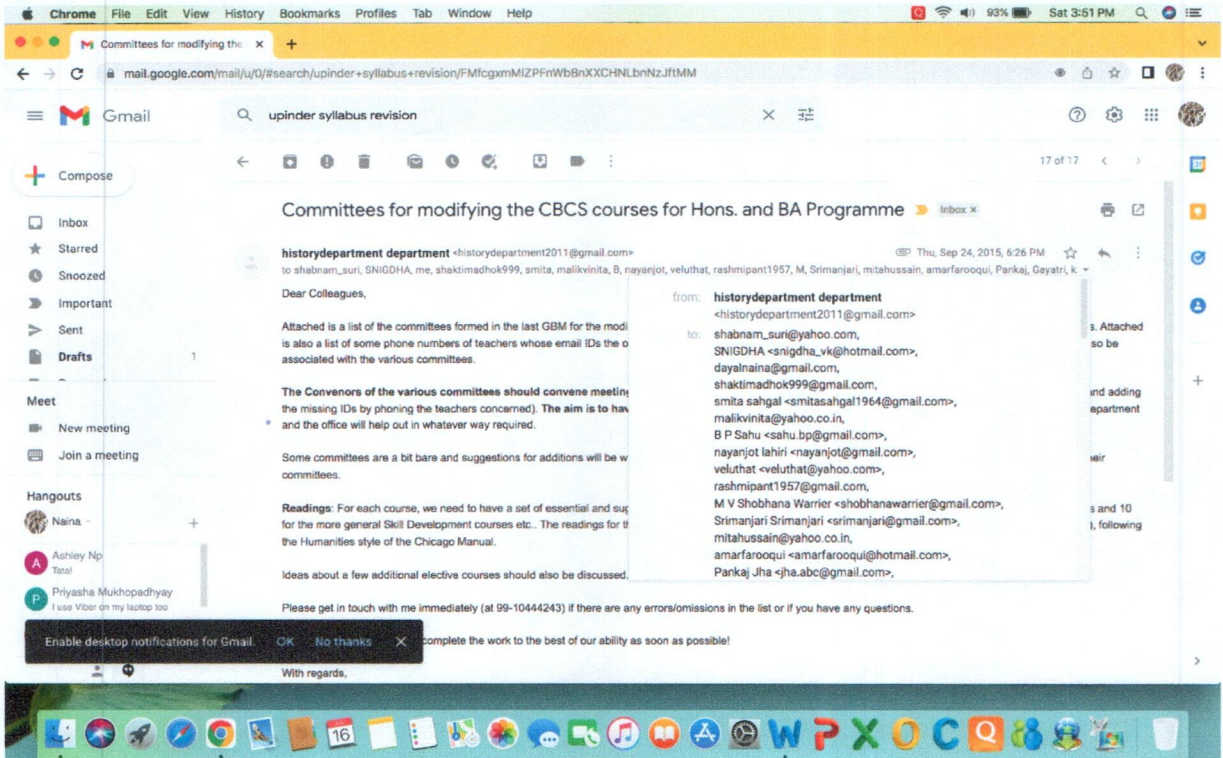 Chrome File Edit View History Bookmarks Profiles Tab Window Help 93% Sat 3:51 PM
Committees for modifying the
mail.google.com/mail/u/0/#search/upinder+syllabus+revision/FMfcgxmMIZPFnWbBnXXCHNLbnNzJftMM
Gmail
upinder syllabus revision
Compose
17 of 17
Inbox
Starred
Snoozed
Important
Sent
Drafts 1
Meet
New meeting
Join a meeting
Hangouts
Naina
Ashley Np
Tata!
Priyasha Mukhopadhyay
I use Viber on my laptop too
Committees for modifying the CBCS courses for Hons. and BA Programme Inbox x
historydepartment department <historydepartment2011@gmail.com> Thu, Sep 24, 2015, 6:26 PM
to shabnam_suri, SNIGDHA, me, shaktimadhok999, smita, malikvinita, B, nayanjot, veluthat, rashmipant1957, M, Srimanjari, mitahussain, amarfarooqui, Pankaj, Gayatri, k
Dear Colleagues,
Attached is a list of the committees formed in the last GBM for the modi s. Attached
is also a list of some phone numbers of teachers whose email IDs the o so be
associated with the various committees.
The Convenors of the various committees should convene meeting and adding
the missing IDs by phoning the teachers concerned). The aim is to hav epartment
and the office will help out in whatever way required.
Some committees are a bit bare and suggestions for additions will be w eir
committees.
Readings: For each course, we need to have a set of essential and sup s and 10
for the more general Skill Development courses etc.. The readings for th ), following
the Humanities style of the Chicago Manual.
Ideas about a few additional elective courses should also be discussed.
Please get in touch with me immediately (at 99-10444243) if there are any errors/omissions in the list or if you have any questions.
complete the work to the best of our ability as soon as possible!
With regards,
from: historydepartment department
<historydepartment2011@gmail.com>
to: shabnam_suri@yahoo.com,
SNIGDHA <snigdha_vk@hotmail.com>,
dayalnaina@gmail.com,
shaktimadhok999@gmail.com,
smita sahgal <smitasahgal1964@gmail.com>,
malikvinita@yahoo.co.in,
B P Sahu <sahu.bp@gmail.com>,
nayanjot lahiri <nayanjot@gmail.com>,
veluthat <veluthat@yahoo.com>,
rashmipant1957@gmail.com,
M V Shobhana Warrier <shobhanawarrier@gmail.com>,
Srimanjari Srimanjari <srimanjari@gmail.com>,
mitahussain@yahoo.co.in,
amarfarooqui <amarfarooqui@hotmail.com>,
Pankaj Jha <jha.abc@gmail.com>,
Enable desktop notifications for Gmail. OK No thanks
16